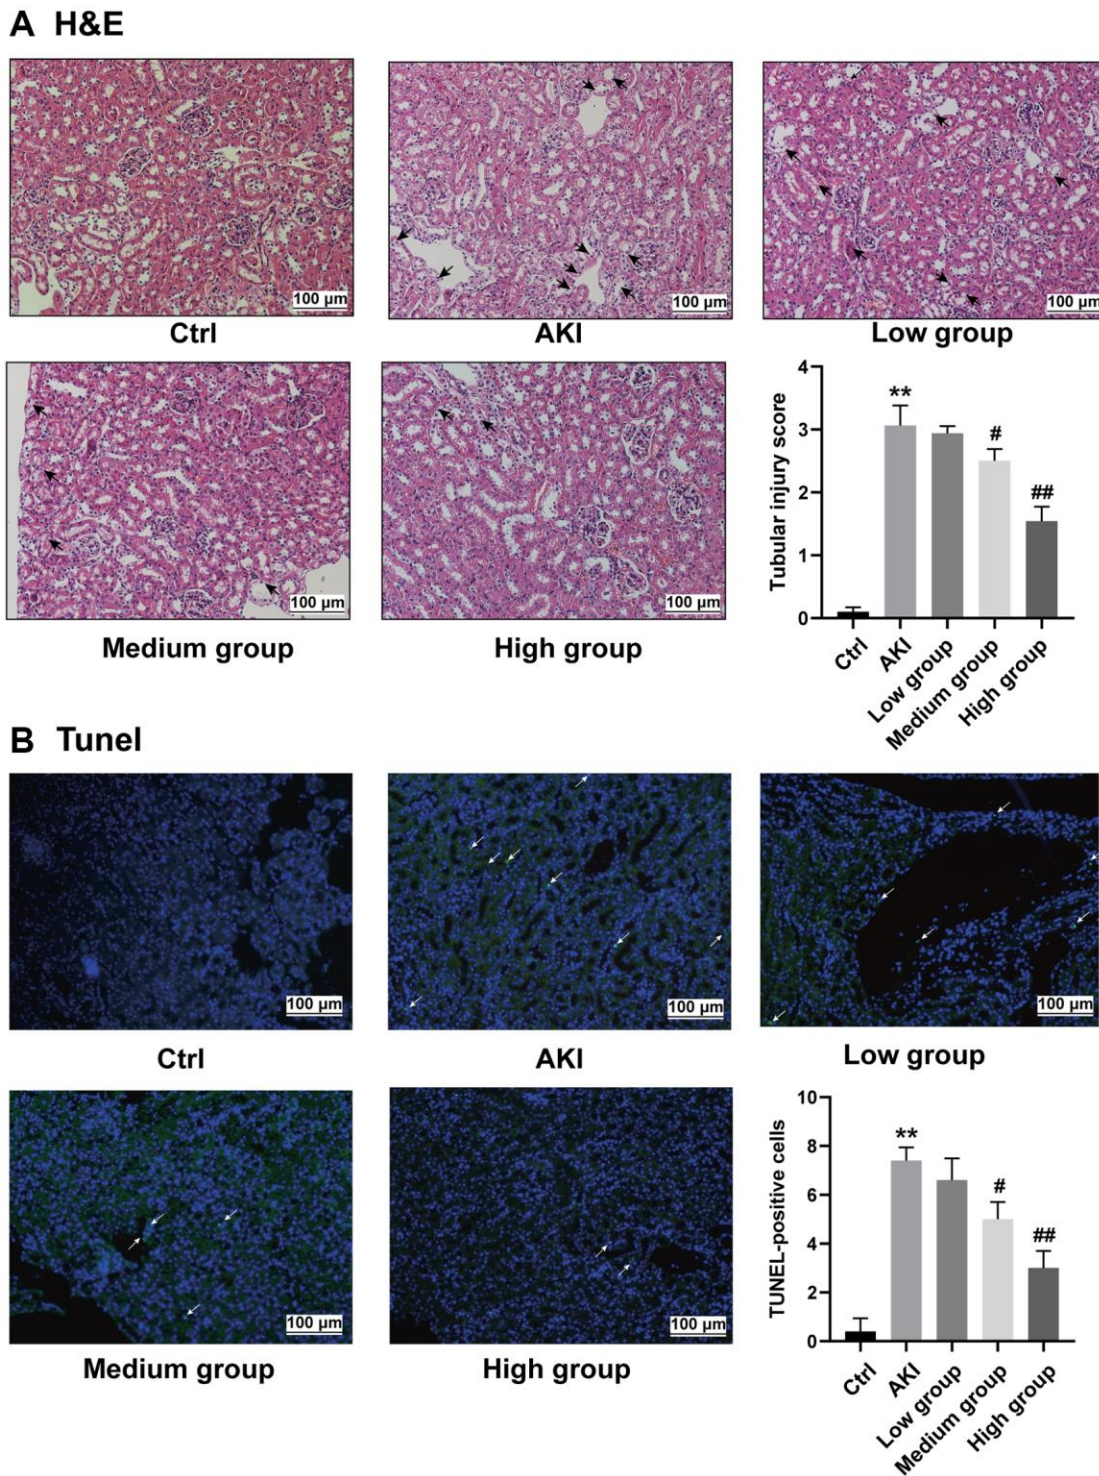 A H&E
100 µm
100 µm
100 µm
Ctrl
AKI
Low group
100 µm
100 µm
Medium group
High group
Tubular injury score
4
3
2
1
0
**
#
##
Ctrl
AKI
Low group
Medium group
High group
B Tunel
100 µm
100 µm
100 µm
Ctrl
AKI
Low group
100 µm
100 µm
Medium group
High group
TUNEL-positive cells
10
8
6
4
2
0
**
#
##
Ctrl
AKI
Low group
Medium group
High group